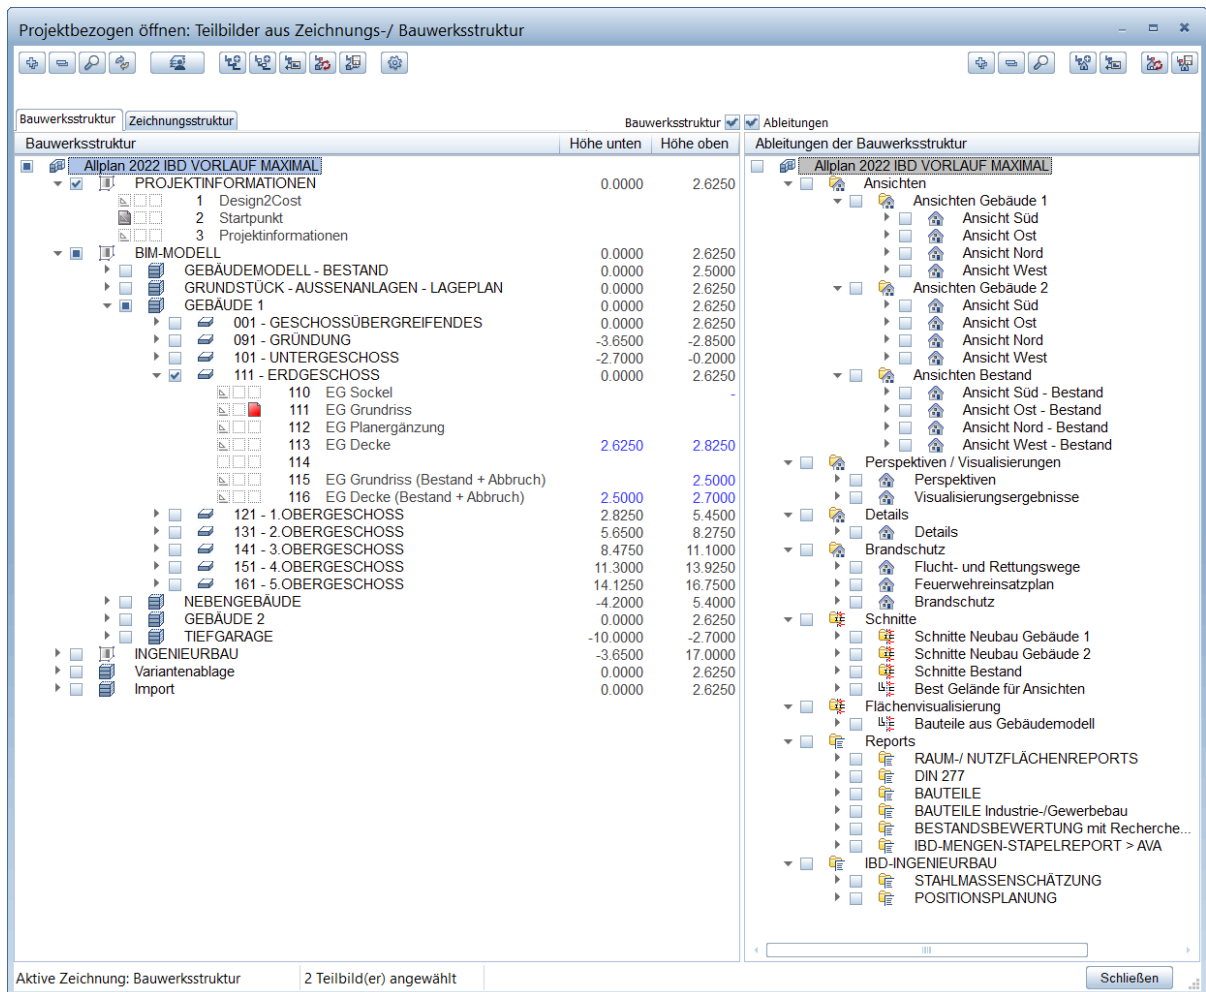 Projektbezogen öffnen: Teilbilder aus Zeichnungs-/ Bauwerksstruktur
Bauwerksstruktur Zeichnungsstruktur
Bauwerksstruktur Ableitungen
Bauwerksstruktur Höhe unten Höhe oben
Allplan 2022 IBD VORLAUF MAXIMAL
PROJEKTINFORMATIONEN 0.0000 2.6250
1 Design2Cost
2 Startpunkt
3 Projektinformationen
BIM-MODELL 0.0000 2.6250
GEBÄUDEMODELL - BESTAND 0.0000 2.5000
GRUNDSTÜCK - AUSSENANLAGEN - LAGEPLAN 0.0000 2.6250
GEBÄUDE 1 0.0000 2.6250
001 - GESCHOSSÜBERGREIFENDES 0.0000 2.6250
091 - GRÜNDUNG -3.6500 -2.8500
101 - UNTERGESCHOSS -2.7000 -0.2000
111 - ERDGESCHOSS 0.0000 2.6250
110 EG Sockel -
111 EG Grundriss
112 EG Planergänzung
113 EG Decke 2.6250 2.8250
114
115 EG Grundriss (Bestand + Abbruch) 2.5000
116 EG Decke (Bestand + Abbruch) 2.5000 2.7000
121 - 1.OBERGESCHOSS 2.8250 5.4500
131 - 2.OBERGESCHOSS 5.6500 8.2750
141 - 3.OBERGESCHOSS 8.4750 11.1000
151 - 4.OBERGESCHOSS 11.3000 13.9250
161 - 5.OBERGESCHOSS 14.1250 16.7500
NEBENGEBÄUDE -4.2000 5.4000
GEBÄUDE 2 0.0000 2.6250
TIEFGARAGE -10.0000 -2.7000
INGENIEURBAU -3.6500 17.0000
Variantenablage 0.0000 2.6250
Import 0.0000 2.6250
Ableitungen der Bauwerksstruktur
Allplan 2022 IBD VORLAUF MAXIMAL
Ansichten
Ansichten Gebäude 1
Ansicht Süd
Ansicht Ost
Ansicht Nord
Ansicht West
Ansichten Gebäude 2
Ansicht Süd
Ansicht Ost
Ansicht Nord
Ansicht West
Ansichten Bestand
Ansicht Süd - Bestand
Ansicht Ost - Bestand
Ansicht Nord - Bestand
Ansicht West - Bestand
Perspektiven / Visualisierungen
Perspektiven
Visualisierungsergebnisse
Details
Details
Brandschutz
Flucht- und Rettungswege
Feuerwehreinsatzplan
Brandschutz
Schnitte
Schnitte Neubau Gebäude 1
Schnitte Neubau Gebäude 2
Schnitte Bestand
Best Gelände für Ansichten
Flächenvisualisierung
Bauteile aus Gebäudemodell
Reports
RAUM-/ NUTZFLÄCHENREPORTS
DIN 277
BAUTEILE
BAUTEILE Industrie-/Gewerbebau
BESTANDSBEWERTUNG mit Recherche...
IBD-MENGEN-STAPELREPORT > AVA
IBD-INGENIEURBAU
STAHLMASSENSCHÄTZUNG
POSITIONSPLANUNG
Aktive Zeichnung: Bauwerksstruktur 2 Teilbild(er) angewählt Schließen